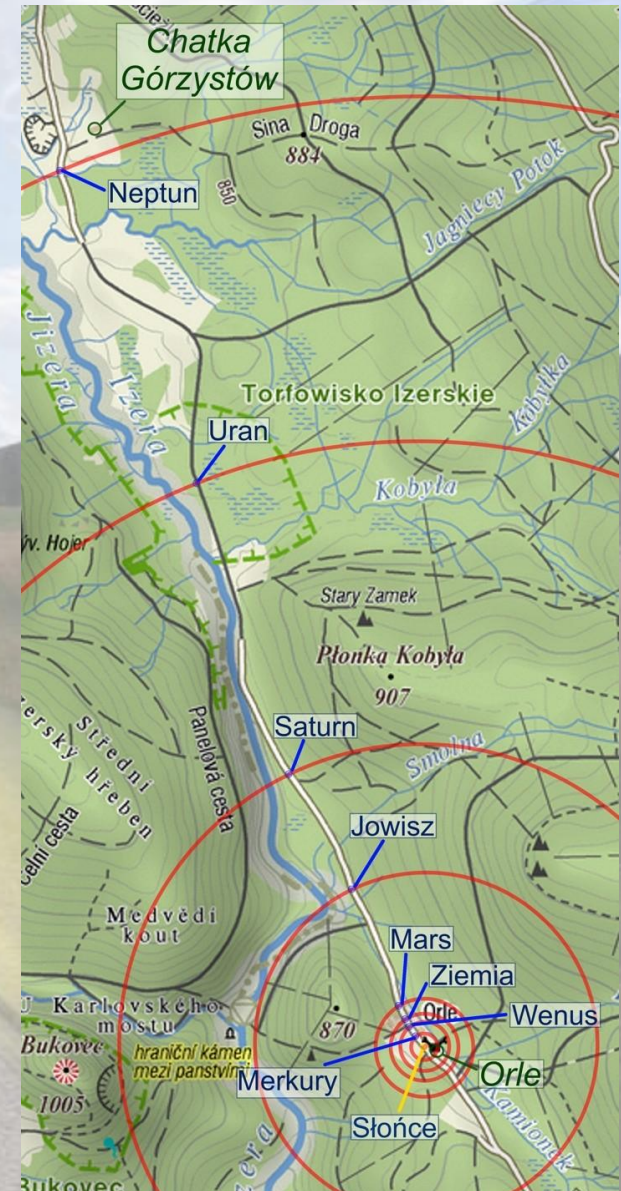 Chatka
Górzystów
Sina Droga
884
850
Neptun
Jagnięcy Potok
Jizera
Izera
Torfowisko Izerskie
Kobyłka
Uran
Kobyła
Hojer
Stary Zamek
Płonka Kobyła
907
Saturn
Smolna
Střední
hřeben
Panelová cesta
Jowisz
Medvědí
kout
Mars
Ziemia
Orle
Wenus
U Karlovského
mostu
870
Bukovec
hraniční kámen
mezi panstvími
1005
Merkury
Orle
Słońce
Kamionek
Bukovec